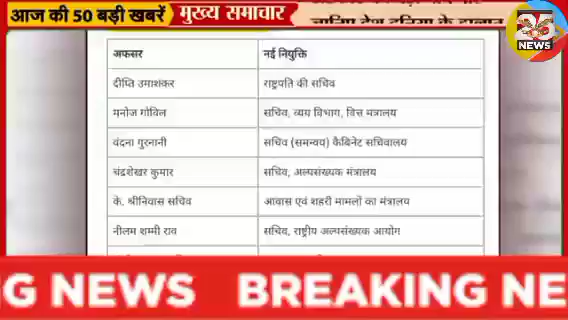 आज की 50 बड़ी खबरें
मुख्य समाचार
जानिए देश दुनिया के हालात
NEWS
अफसर नई नियुक्ति
दीप्ति उमाशंकर राष्ट्रपति की सचिव
मनोज गोविल सचिव, व्यय विभाग, वित्त मंत्रालय
वंदना गुरनानी सचिव (समन्वय) कैबिनेट सचिवालय
चंद्रशेखर कुमार सचिव, अल्पसंख्यक मंत्रालय
के. श्रीनिवास सचिव आवास एवं शहरी मामलों का मंत्रालय
नीलम शम्मी राव सचिव, राष्ट्रीय अल्पसंख्यक आयोग
NG NEWS BREAKING NE